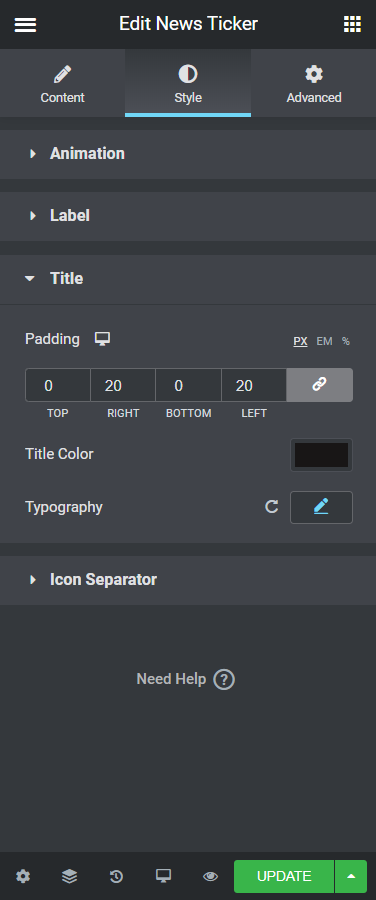 Edit News Ticker
Content Style Advanced
Animation
Label
Title
Padding PX EM %
0 20 0 20
TOP RIGHT BOTTOM LEFT
Title Color
Typography
Icon Separator
Need Help ?
UPDATE